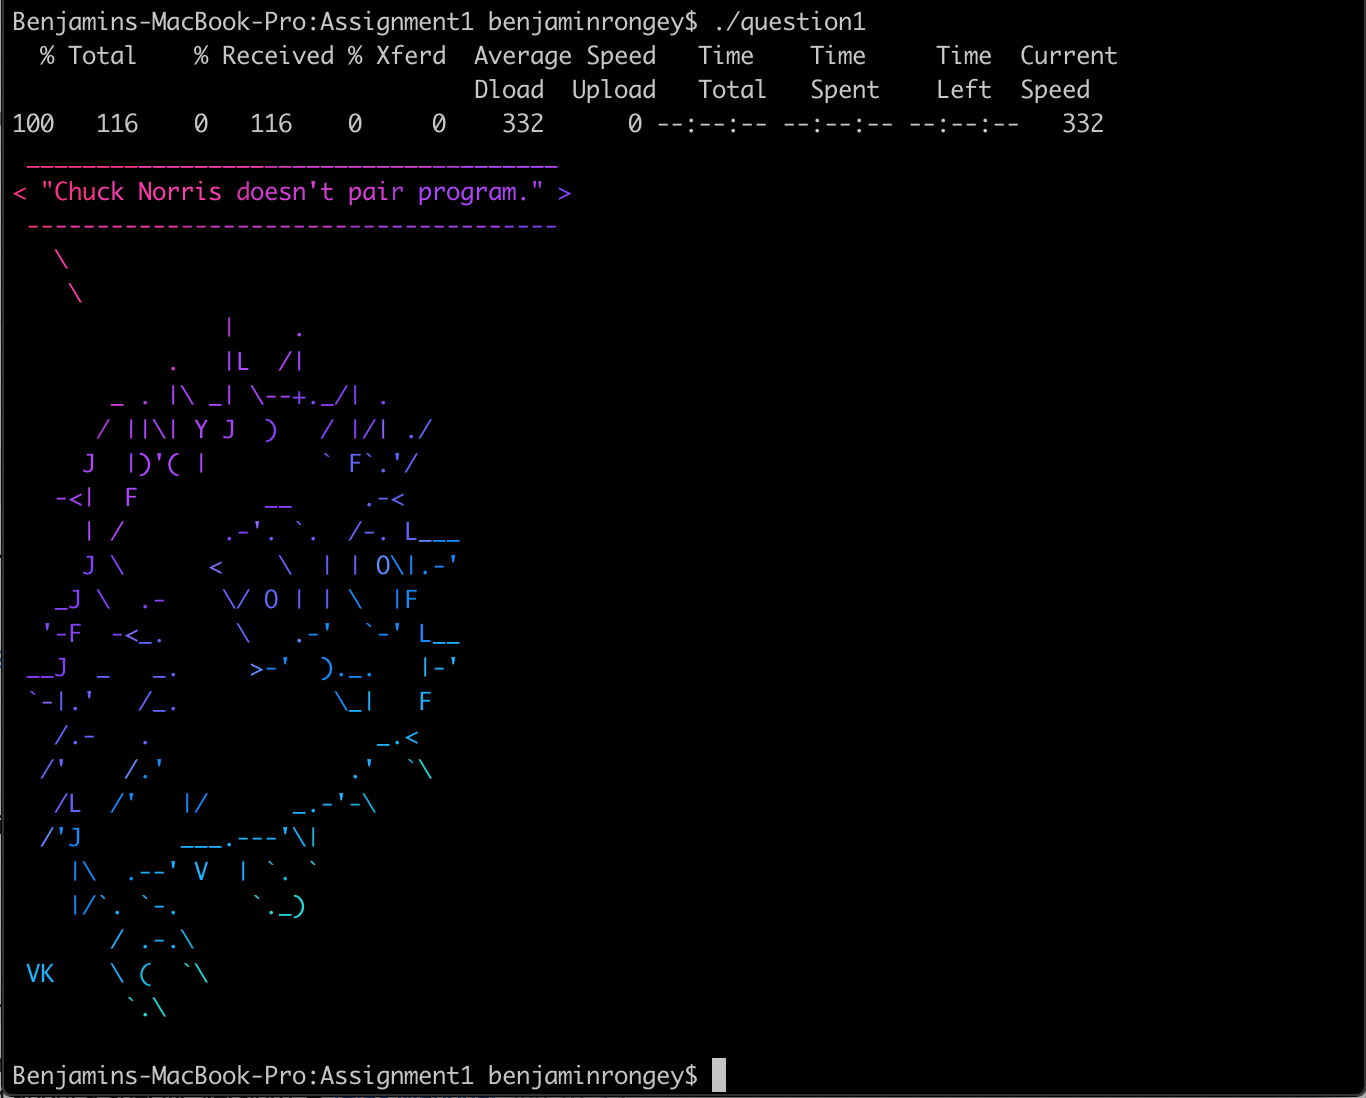 Benjamins-MacBook-Pro:Assignment1 benjaminrongey$ ./question1
  % Total    % Received % Xferd  Average Speed   Time    Time     Time  Current
                                 Dload  Upload   Total   Spent    Left  Speed
100   116    0   116    0     0    332      0 --:--:-- --:--:-- --:--:--   332
 ______________________________________
< "Chuck Norris doesn't pair program." >
 --------------------------------------
   \
    \
               |     .
           .   |L  /|
       _ . |\ _| \--+._/| .
      / ||\| Y J  )   / |/| ./
     J  |)'( |        ` F`.'/
   -<|  F         __     .-<
     | /       .-'. `.  /-. L___
     J \      <    \  | | O\|.-'
   _J \  .-    \/ O | | \  |F
  '-F  -<_.     \   .-'  `-' L__
 __J  _   _.     >-'  )._.   |-'
 `-|.'   /_.           \_|   F
   /.-   .                _.<
  /'    /.'             .'  `\
   /L  /'   |/      _.-'-\
  /'J       ___.---'\|
    |\  .--' V  | `. `
    |/`. `-.     `._)
       / .-.\
 VK    \ (  `\
        `.\
Benjamins-MacBook-Pro:Assignment1 benjaminrongey$